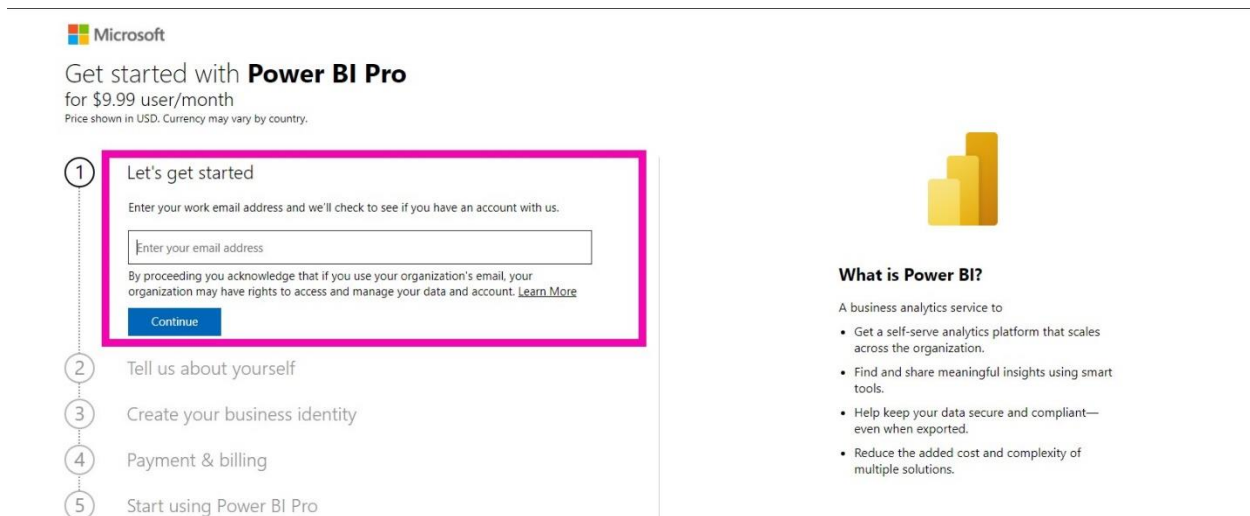 Microsoft
Get started with Power BI Pro
for $9.99 user/month
Price shown in USD. Currency may vary by country.
1
Let's get started
Enter your work email address and we'll check to see if you have an account with us.
Enter your email address
By proceeding you acknowledge that if you use your organization's email, your
organization may have rights to access and manage your data and account. Learn More
Continue
2
Tell us about yourself
3
Create your business identity
4
Payment & billing
5
Start using Power BI Pro
What is Power BI?
A business analytics service to
• Get a self-serve analytics platform that scales
across the organization.
• Find and share meaningful insights using smart
tools.
• Help keep your data secure and compliant—
even when exported.
• Reduce the added cost and complexity of
multiple solutions.